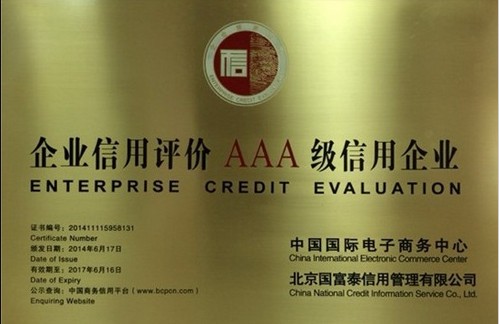 信
企业信用评价 AAA 级信用企业
ENTERPRISE CREDIT EVALUATION
证书编号：201411115958131
Certificate Number
颁发日期：2014年6月17日
Date of Issue
有效期至：2017年6月16日
Date of Expiry
公示查询：中国商务信用平台（www.bcpcn.com）
Enquiring Website
中国国际电子商务中心
China International Electronic Commerce Center
北京国富泰信用管理有限公司
China National Credit Information Service Co., Ltd.